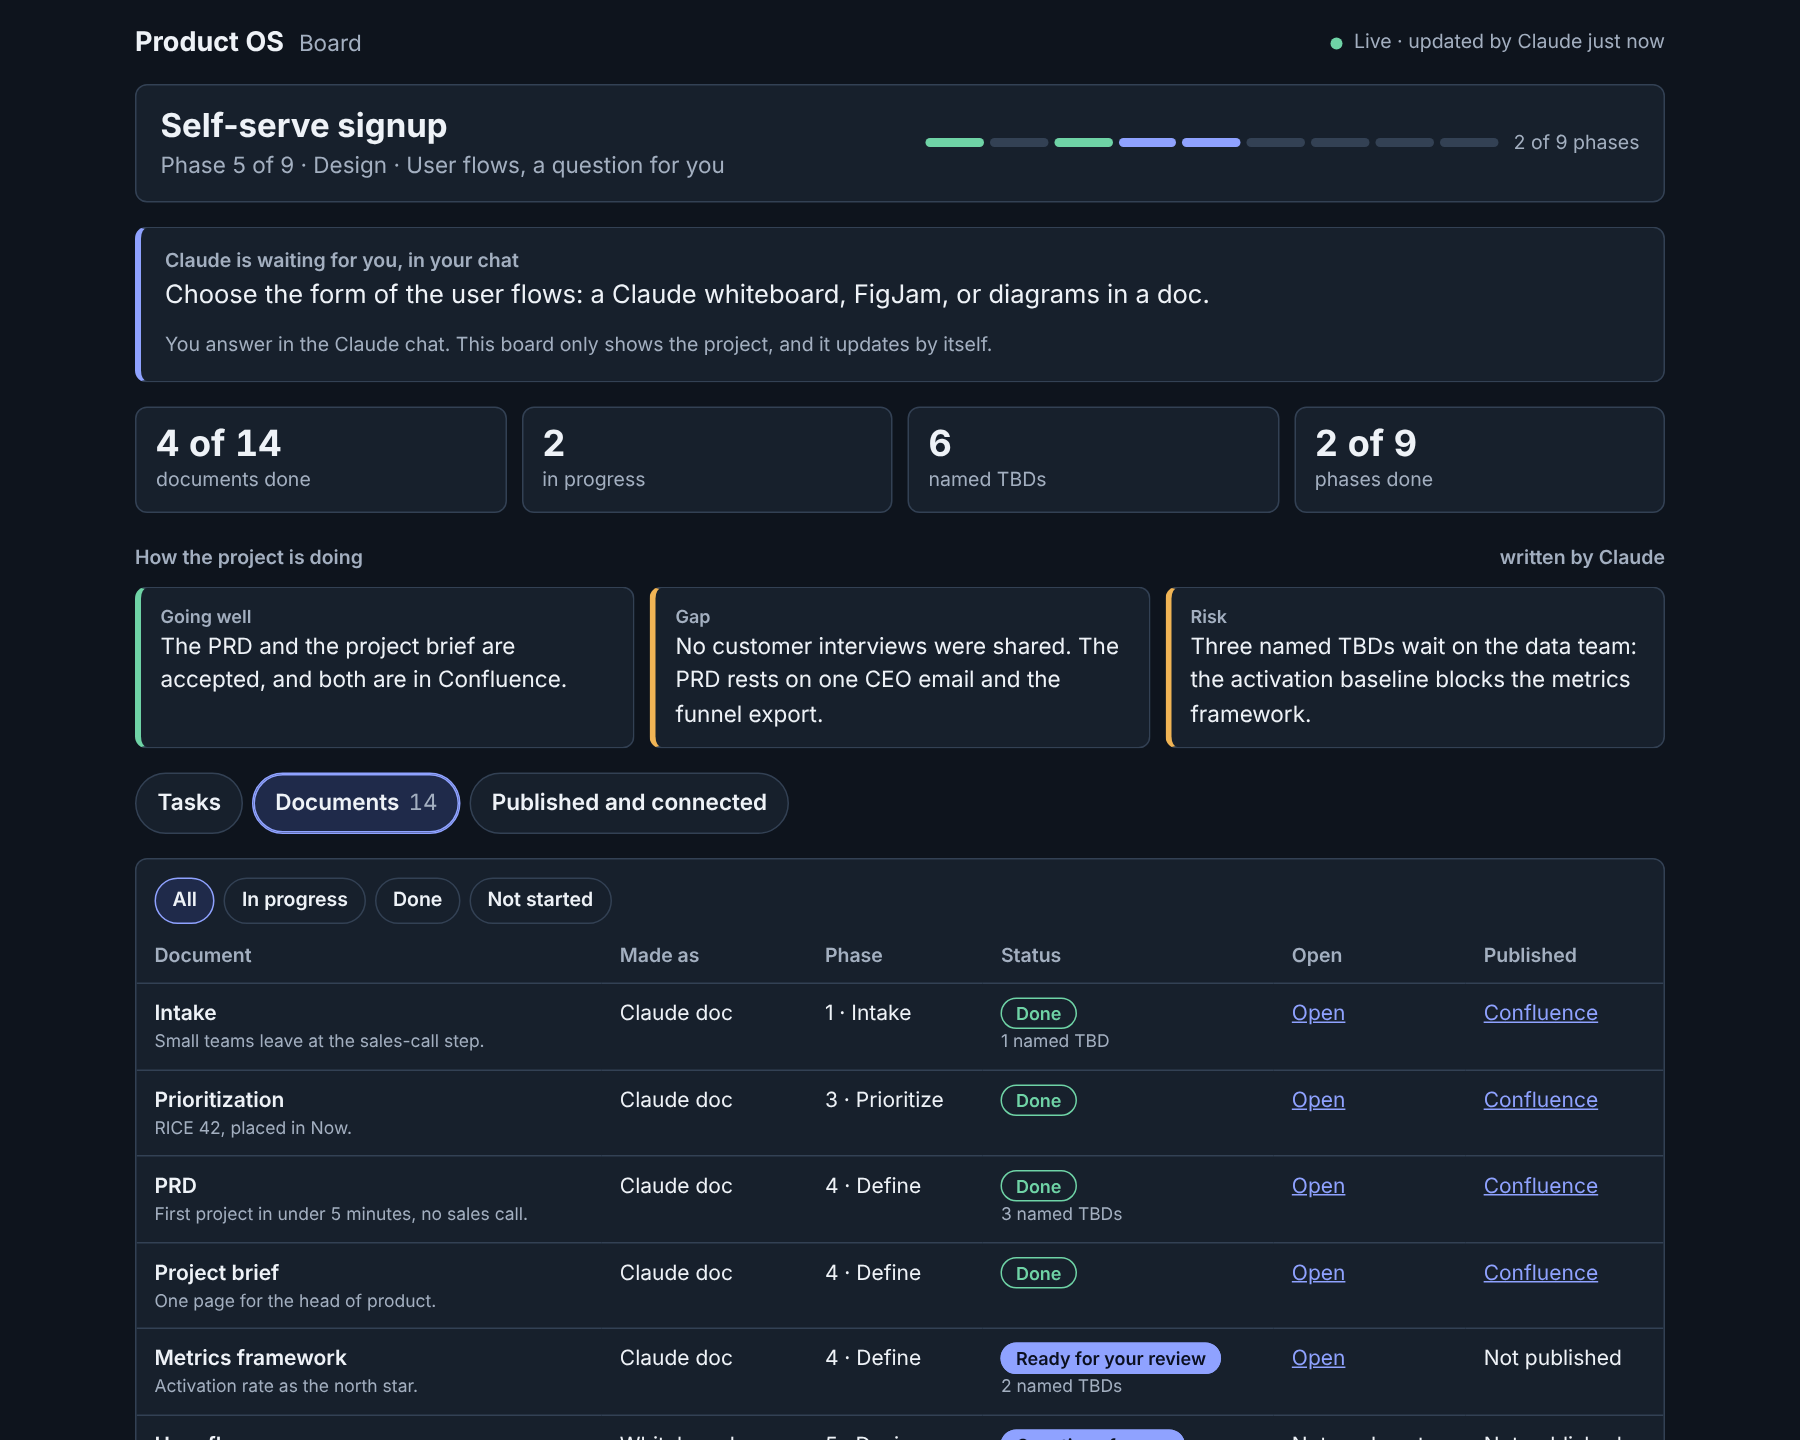 Product OS Board
Live · updated by Claude just now
Self-serve signup
Phase 5 of 9 · Design · User flows, a question for you
2 of 9 phases
Claude is waiting for you, in your chat
Choose the form of the user flows: a Claude whiteboard, FigJam, or diagrams in a doc.
You answer in the Claude chat. This board only shows the project, and it updates by itself.
4 of 14
documents done
2
in progress
6
named TBDs
2 of 9
phases done
How the project is doing
written by Claude
Going well
The PRD and the project brief are
accepted, and both are in Confluence.
Gap
No customer interviews were shared. The
PRD rests on one CEO email and the
funnel export.
Risk
Three named TBDs wait on the data team:
the activation baseline blocks the metrics
framework.
Tasks
Documents 14
Published and connected
All
In progress
Done
Not started
Document Made as Phase Status Open Published
Intake Claude doc 1 · Intake Done Open Confluence
Small teams leave at the sales-call step. 1 named TBD
Prioritization Claude doc 3 · Prioritize Done Open Confluence
RICE 42, placed in Now.
PRD Claude doc 4 · Define Done Open Confluence
First project in under 5 minutes, no sales call. 3 named TBDs
Project brief Claude doc 4 · Define Done Open Confluence
One page for the head of product.
Metrics framework Claude doc 4 · Define Ready for your review Open Not published
Activation rate as the north star. 2 named TBDs